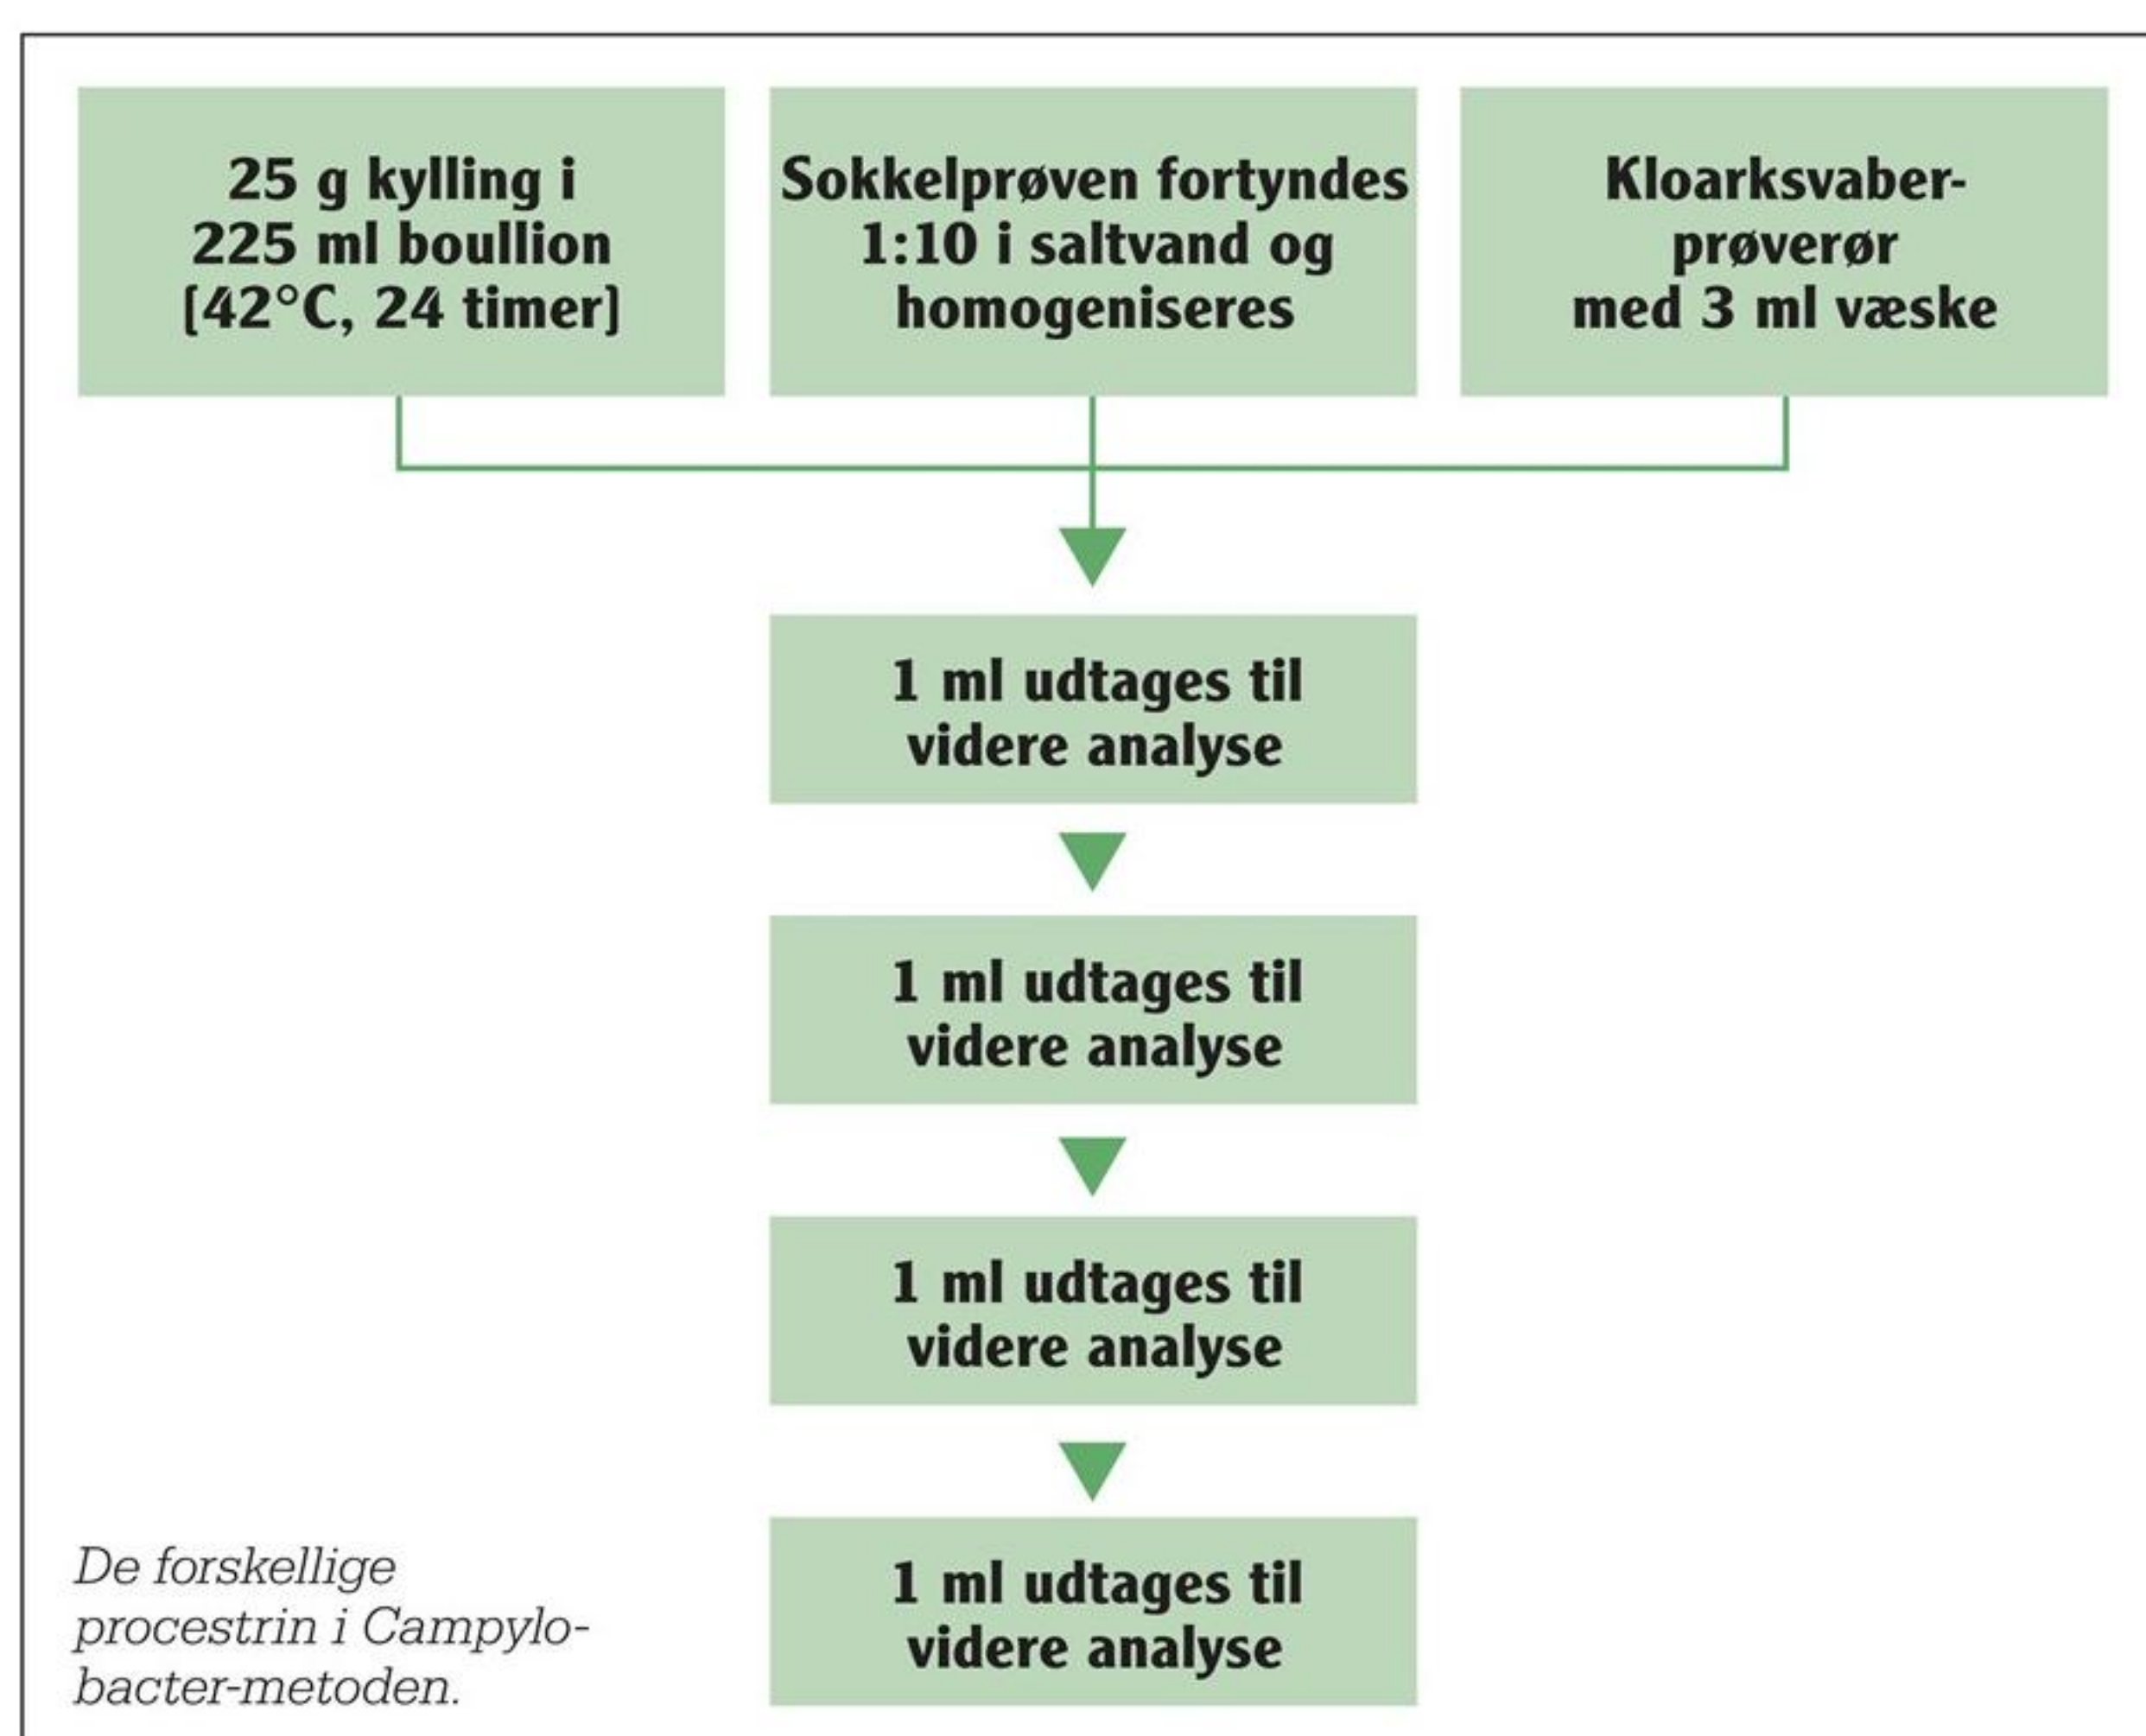 25 g kylling i
225 ml boullion
[42°C, 24 timer]
Sokkelprøven fortyndes
1:10 i saltvand og
homogeniseres
Kloarksvaber-
prøverør
med 3 ml væske
1 ml udtages til
videre analyse
1 ml udtages til
videre analyse
1 ml udtages til
videre analyse
1 ml udtages til
videre analyse
De forskellige
procestrin i Campylo-
bacter-metoden.